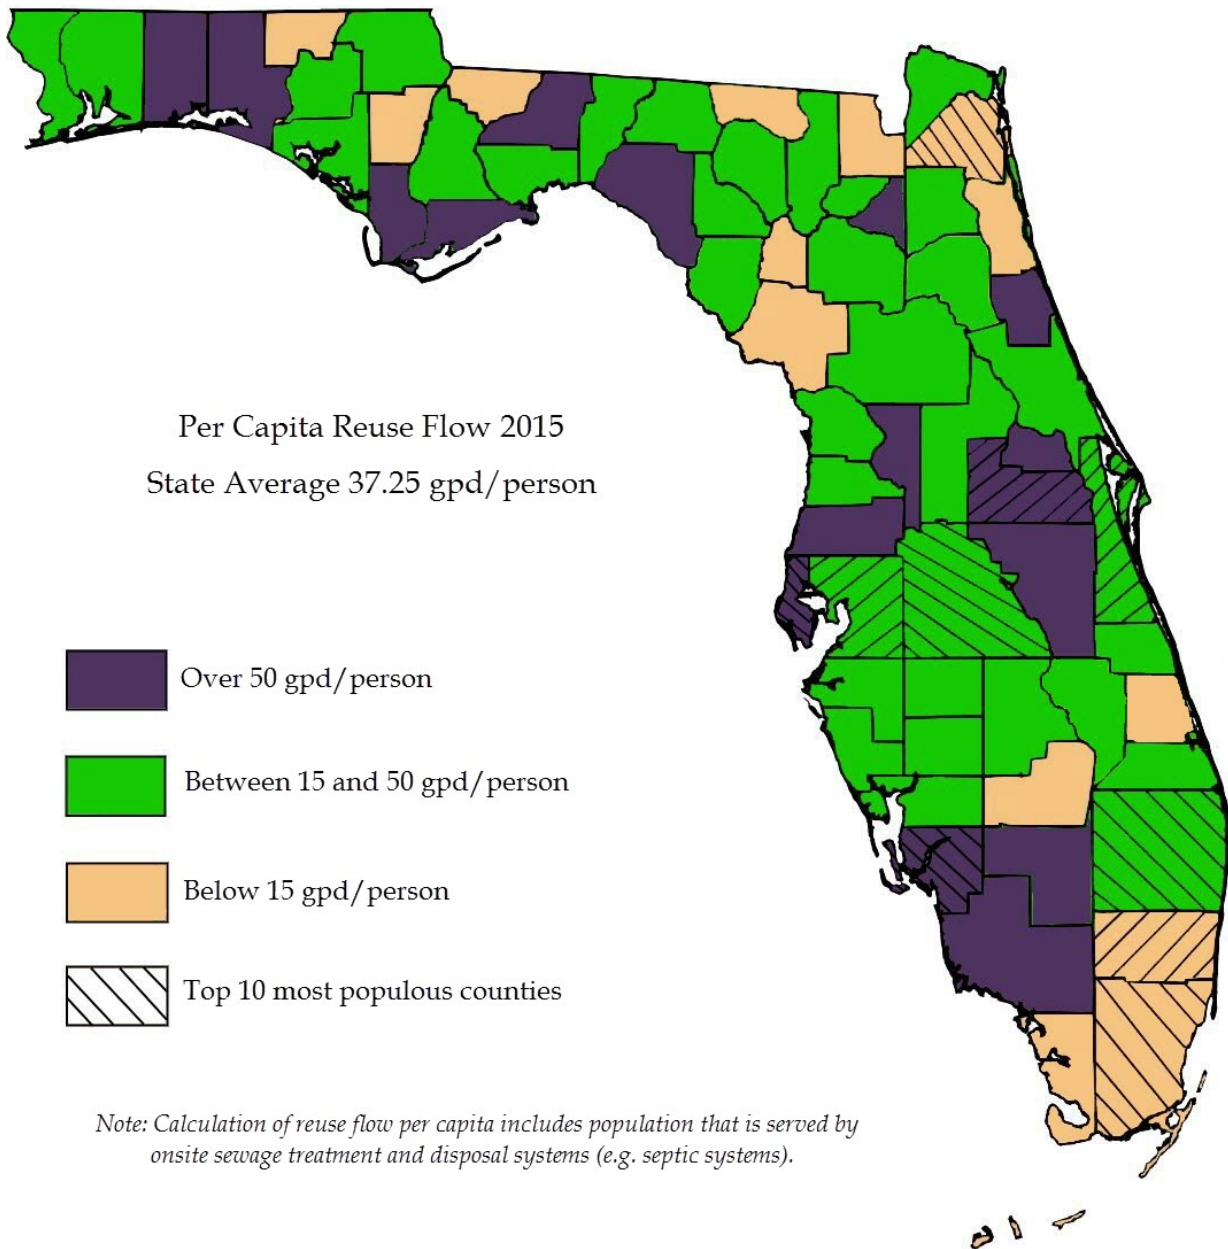 Per Capita Reuse Flow 2015
State Average 37.25 gpd/person
Over 50 gpd/person
Between 15 and 50 gpd/person
Below 15 gpd/person
Top 10 most populous counties
Note: Calculation of reuse flow per capita includes population that is served by
onsite sewage treatment and disposal systems (e.g. septic systems).